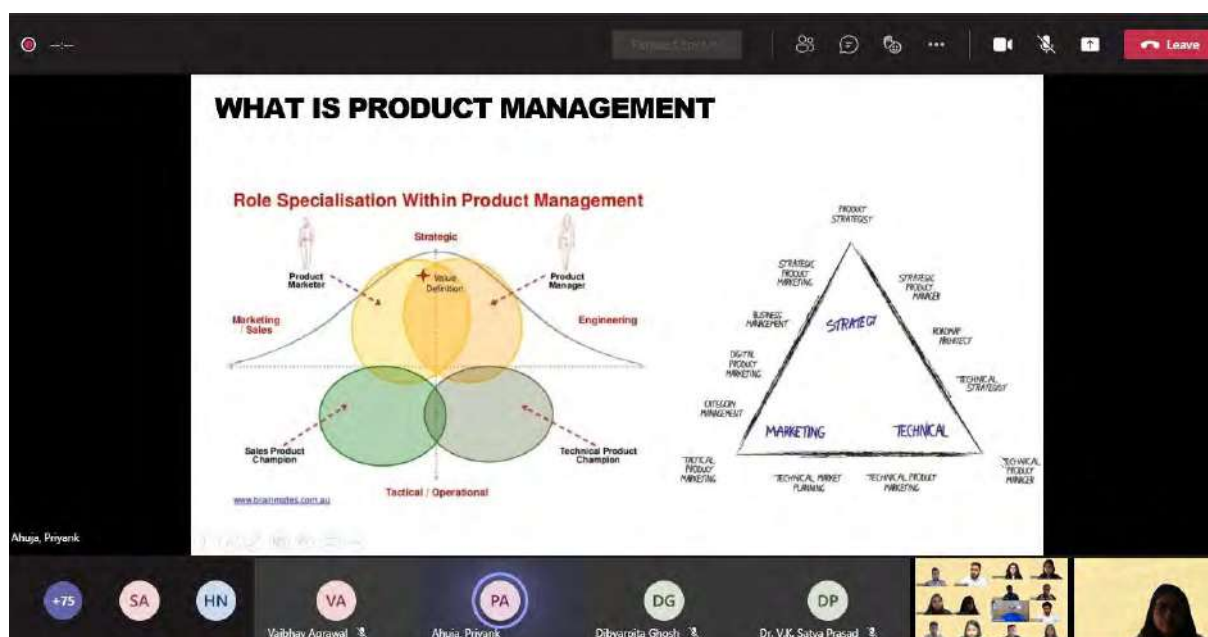 --:--
Leave
WHAT IS PRODUCT MANAGEMENT
Role Specialisation Within Product Management
Strategic
Product
Marketer
Value
Definition
Product
Manager
Marketing
/ Sales
Engineering
Sales Product
Champion
Technical Product
Champion
Tactical / Operational
www.brainmates.com.au
PRODUCT
STRATEGIST
STRATEGIC
PRODUCT
MARKETING
STRATEGIC
PRODUCT
MANAGER
BUSINESS
MANAGEMENT
STRATEGY
ROADMAP
ARCHITECT
DIGITAL
PRODUCT
MARKETING
TECHNICAL
STRATEGIST
CATEGORY
MANAGEMENT
MARKETING
TECHNICAL
TACTICAL
PRODUCT
MARKETING
TECHNICAL MARKET
PLANNING
TECHNICAL PRODUCT
MARKETING
TECHNICAL
PRODUCT
MANAGER
Ahuja, Priyank
+75
SA
HN
VA
PA
DG
DP
Vaibhav Agrawal
Ahuja, Priyank
Dibyarpita Ghosh
Dr. V.K. Satya Prasad